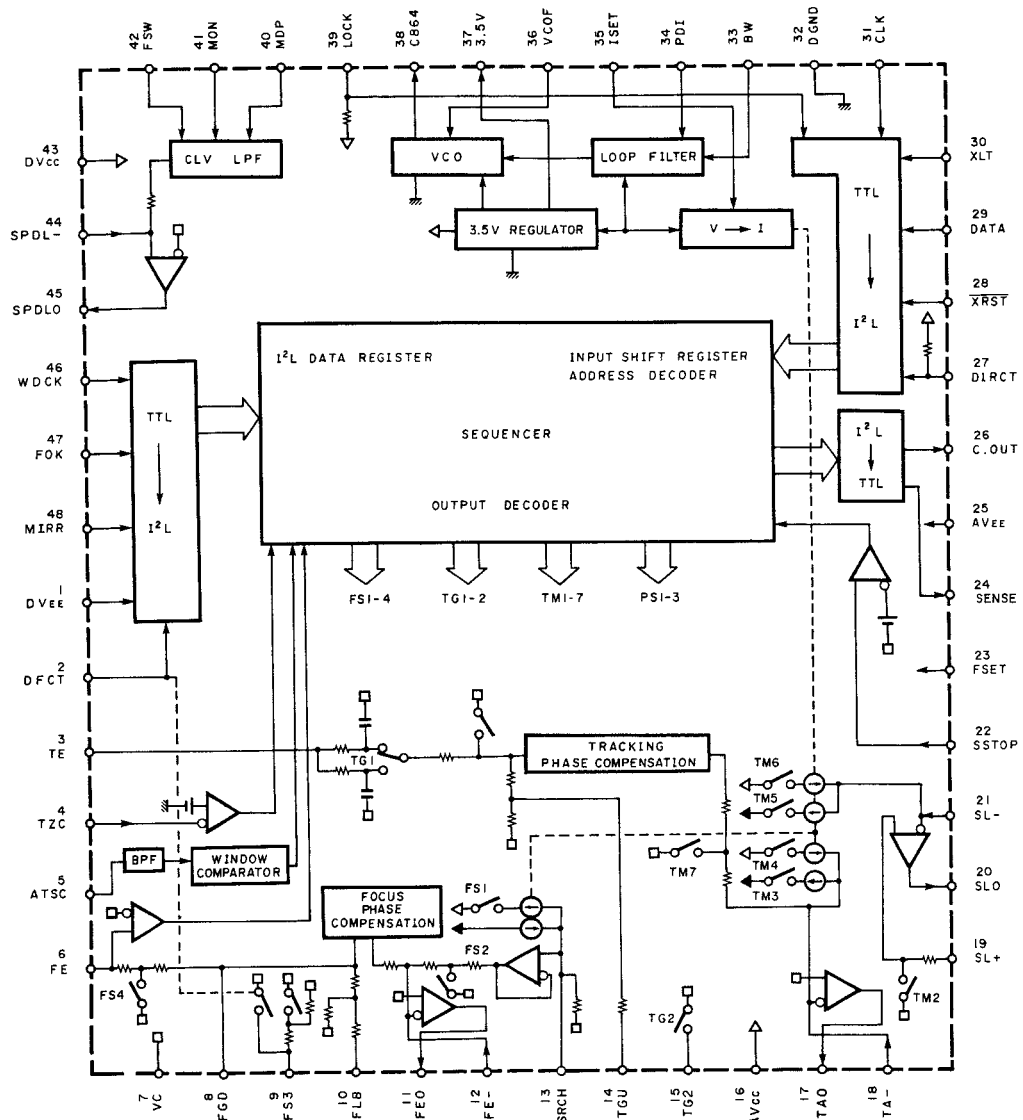 42 FSW
41 MON
40 MDP
39 LOCK
38 C864
37 3.5V
36 VCOF
35 ISET
34 PDI
33 BW
32 DGND
31 CLK
43 DVcc
CLV LPF
VCO
LOOP FILTER
3.5V REGULATOR
V → I
TTL
I²L
30 XLT
29 DATA
28 XRST
27 DIRCT
44 SPDL-
45 SPDLO
46 WDCK
47 FOK
48 MIRR
1 DVEE
2 DFCT
TTL
I²L
I²L DATA REGISTER
INPUT SHIFT REGISTER
ADDRESS DECODER
SEQUENCER
OUTPUT DECODER
I²L
TTL
26 C.OUT
25 AVEE
24 SENSE
23 FSET
22 SSTOP
FS1-4
TG1-2
TM1-7
PS1-3
3 TE
TG1
TRACKING
PHASE COMPENSATION
TM6
TM5
TM4
TM3
TM7
21 SL-
20 SLO
19 SL+
TM2
4 TZC
5 ATSC
BPF
WINDOW
COMPARATOR
FOCUS
PHASE
COMPENSATION
FS1
FS2
6 FE
FS4
TG2
7 VC
8 FGD
9 FS3
10 FLB
11 FEO
12 FE-
13 SRCH
14 TGU
15 TG2
16 AVcc
17 TAO
18 TA-